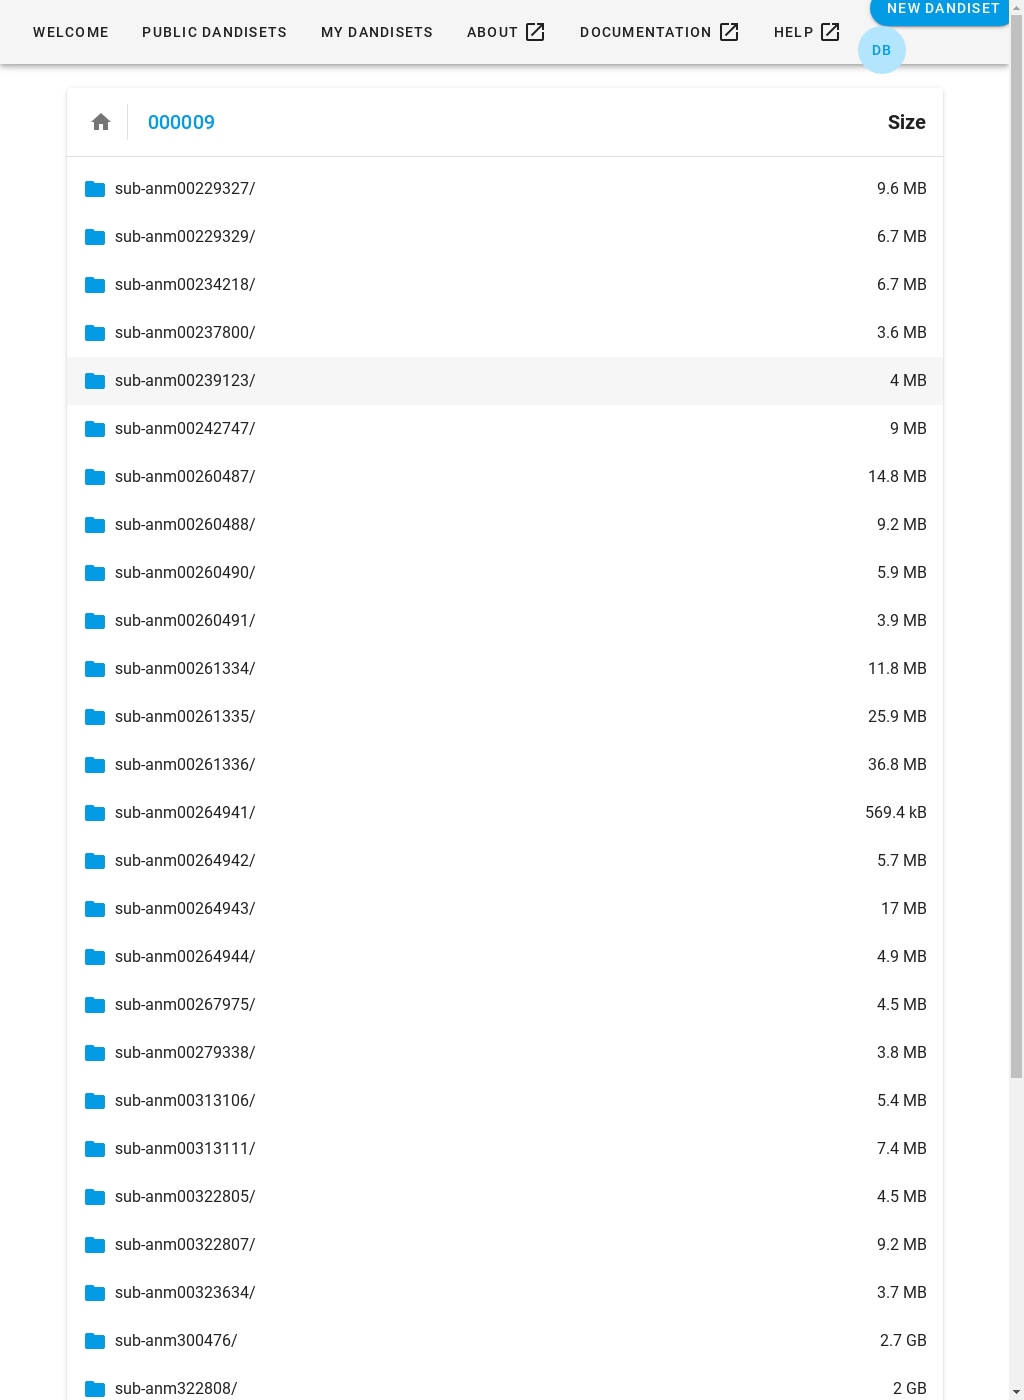 WELCOME PUBLIC DANDISETS MY DANDISETS ABOUT DOCUMENTATION HELP NEW DANDISET
DB
000009 Size
sub-anm00229327/ 9.6 MB
sub-anm00229329/ 6.7 MB
sub-anm00234218/ 6.7 MB
sub-anm00237800/ 3.6 MB
sub-anm00239123/ 4 MB
sub-anm00242747/ 9 MB
sub-anm00260487/ 14.8 MB
sub-anm00260488/ 9.2 MB
sub-anm00260490/ 5.9 MB
sub-anm00260491/ 3.9 MB
sub-anm00261334/ 11.8 MB
sub-anm00261335/ 25.9 MB
sub-anm00261336/ 36.8 MB
sub-anm00264941/ 569.4 kB
sub-anm00264942/ 5.7 MB
sub-anm00264943/ 17 MB
sub-anm00264944/ 4.9 MB
sub-anm00267975/ 4.5 MB
sub-anm00279338/ 3.8 MB
sub-anm00313106/ 5.4 MB
sub-anm00313111/ 7.4 MB
sub-anm00322805/ 4.5 MB
sub-anm00322807/ 9.2 MB
sub-anm00323634/ 3.7 MB
sub-anm300476/ 2.7 GB
sub-anm322808/ 2 GB